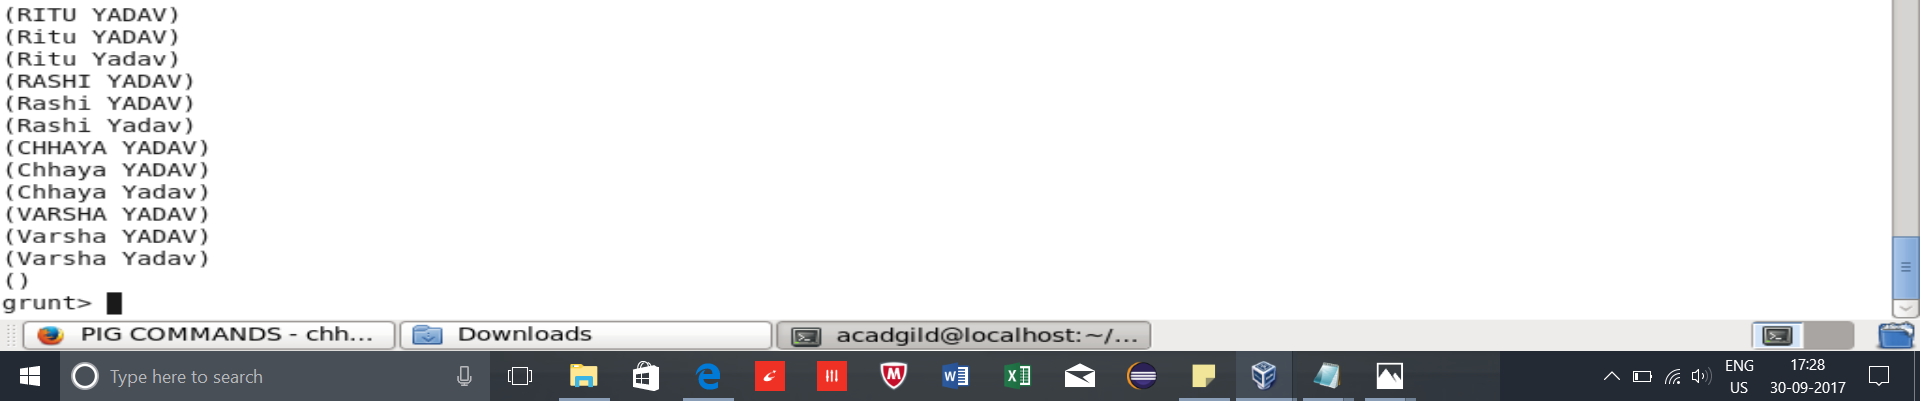 (RITU YADAV)
(Ritu YADAV)
(Ritu Yadav)
(RASHI YADAV)
(Rashi YADAV)
(Rashi Yadav)
(CHHAYA YADAV)
(Chhaya YADAV)
(Chhaya Yadav)
(VARSHA YADAV)
(Varsha YADAV)
(Varsha Yadav)
()
grunt>
PIG COMMANDS - chh... Downloads acadgild@localhost:~/...
Type here to search
ENG 17:28
US 30-09-2017